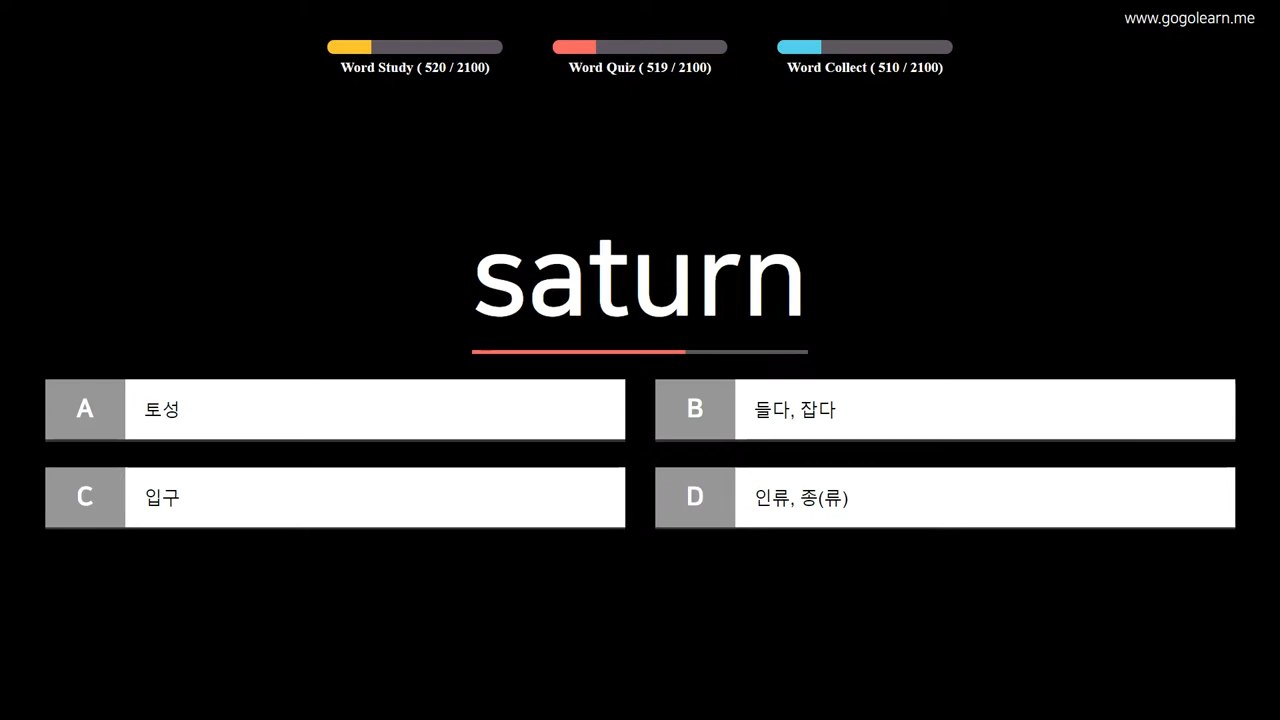 www.gogolearn.me
Word Study ( 520 / 2100)
Word Quiz ( 519 / 2100)
Word Collect ( 510 / 2100)
saturn
A 토성
B 들다, 잡다
C 입구
D 인류, 종(류)